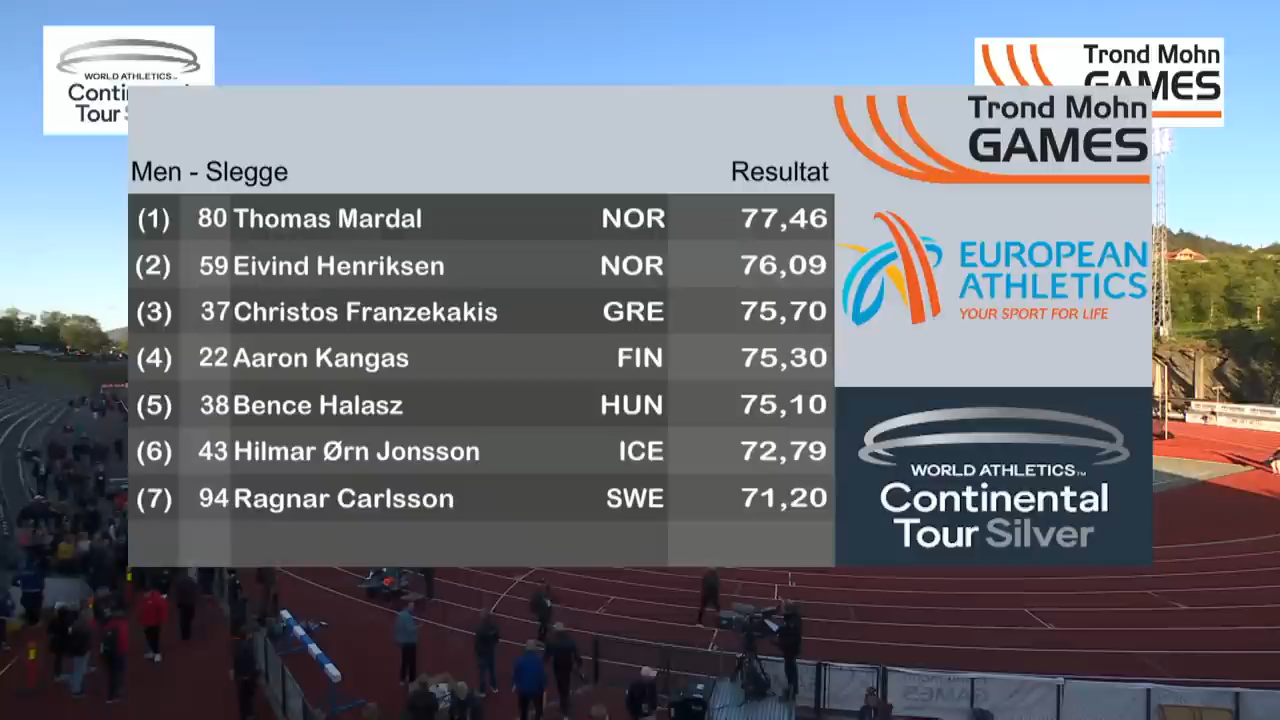 WORLD ATHLETICS
Tour
Trond Mohn
GAMES
Trond Mohn
GAMES
Men - Slegge Resultat
(1) 80 Thomas Mardal NOR 77,46
(2) 59 Eivind Henriksen NOR 76,09
(3) 37 Christos Franzekakis GRE 75,70
(4) 22 Aaron Kangas FIN 75,30
(5) 38 Bence Halasz HUN 75,10
(6) 43 Hilmar Ørn Jonsson ICE 72,79
(7) 94 Ragnar Carlsson SWE 71,20
EUROPEAN
ATHLETICS
YOUR SPORT FOR LIFE
WORLD ATHLETICS™
Continental
Tour Silver